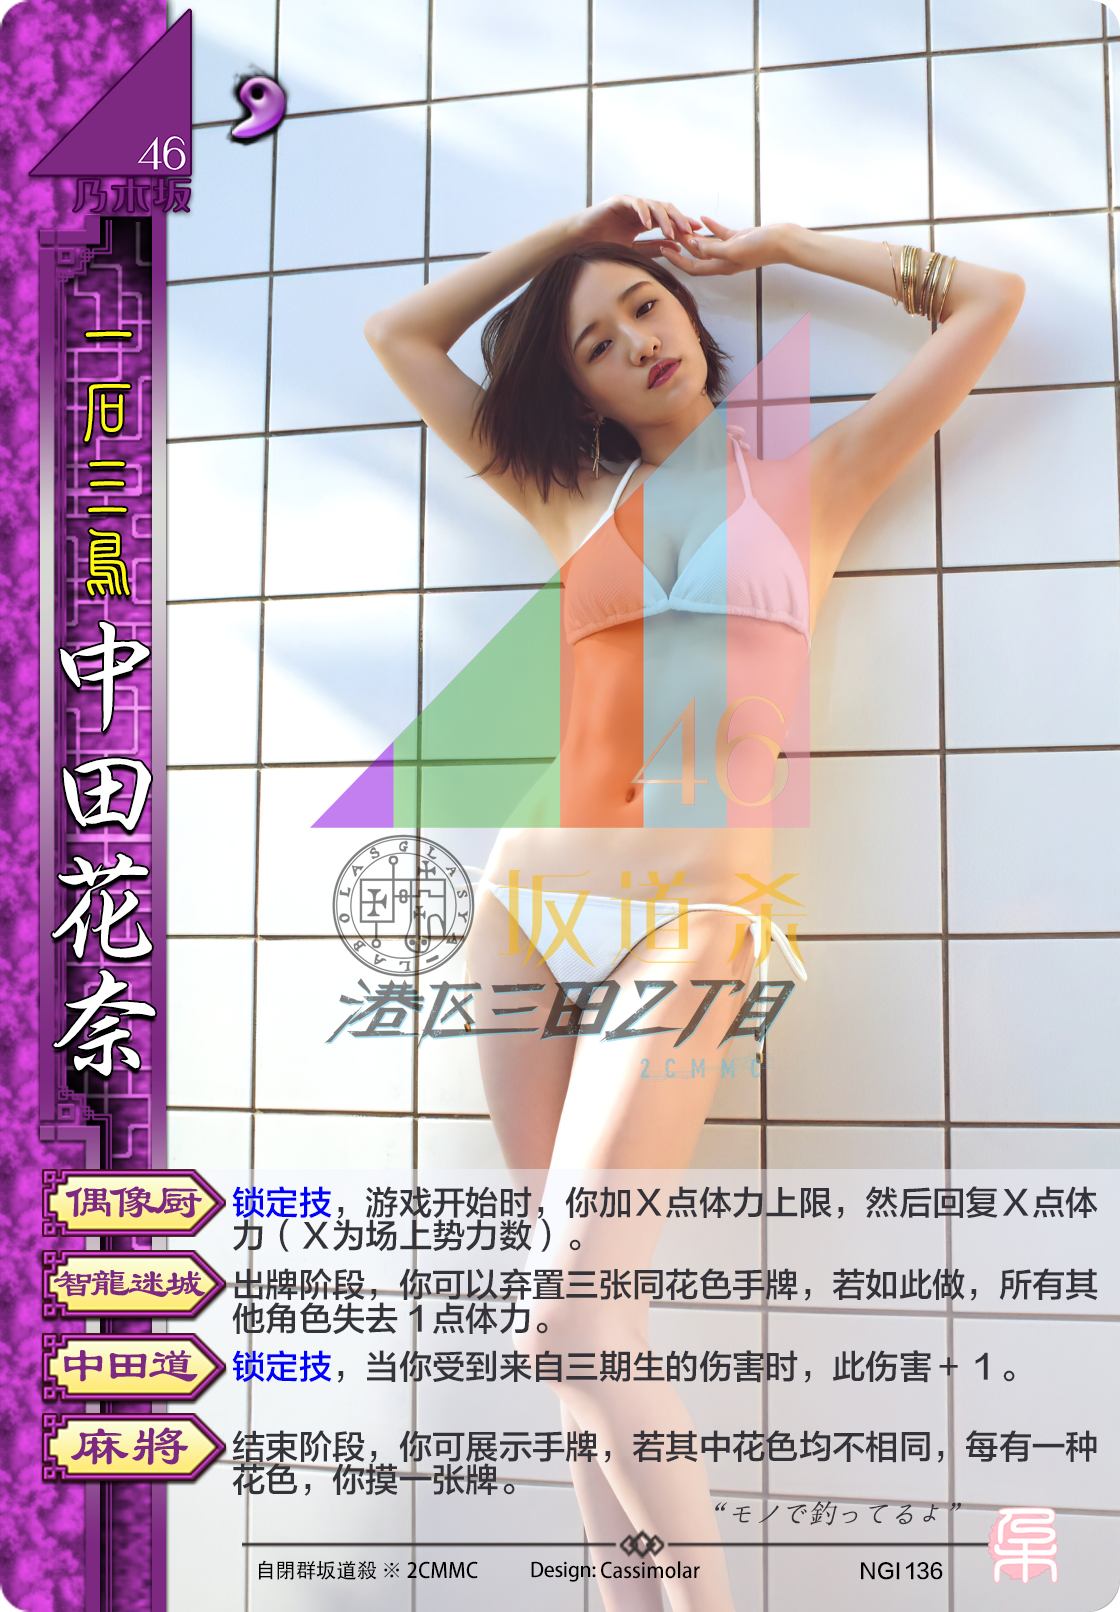 46
乃木坂
一石三鳥
中田花奈
46
GLASYA-LABOLAS
坂道杀
港区三田乙丁目
2CMMC
偶像厨
锁定技，游戏开始时，你加Ｘ点体力上限，然后回复Ｘ点体
力（Ｘ为场上势力数）。
智龍迷城
出牌阶段，你可以弃置三张同花色手牌，若如此做，所有其
他角色失去１点体力。
中田道
锁定技，当你受到来自三期生的伤害时，此伤害＋１。
麻將
结束阶段，你可展示手牌，若其中花色均不相同，每有一种
花色，你摸一张牌。
“モノで釣ってるよ”
自閉群坂道殺 ※ 2CMMC
Design: Cassimolar
NGI136